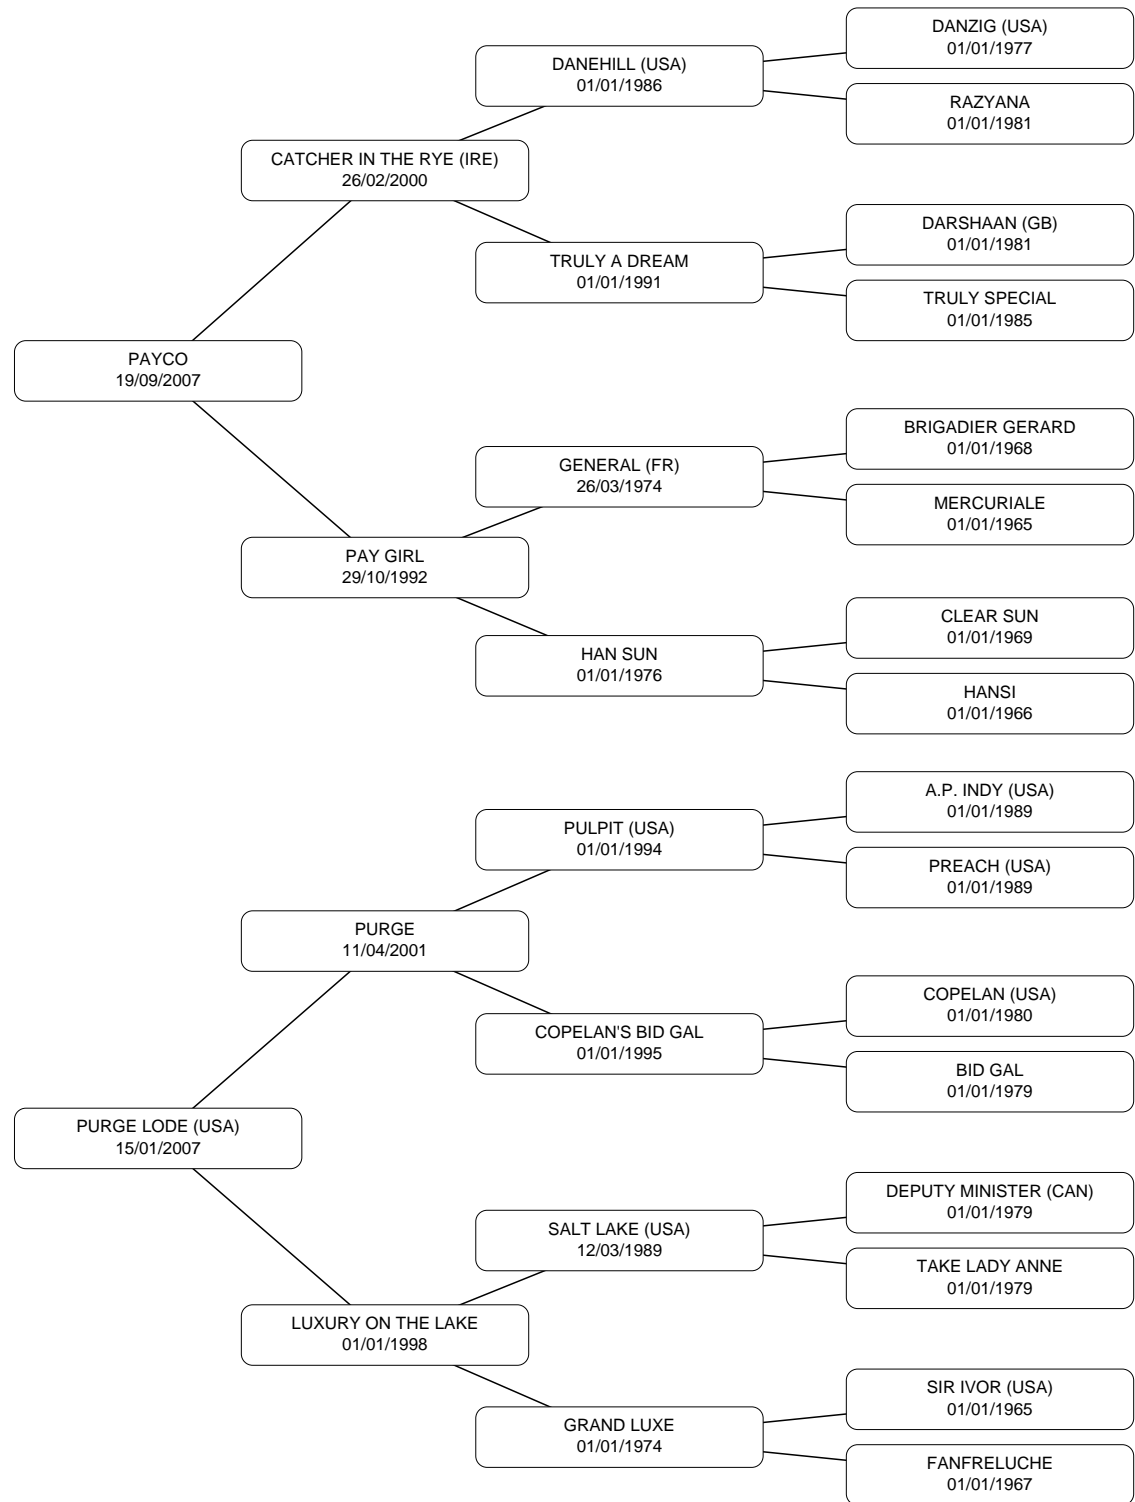 DANZIG (USA)
01/01/1977
DANEHILL (USA)
01/01/1986
RAZYANA
01/01/1981
CATCHER IN THE RYE (IRE)
26/02/2000
DARSHAAN (GB)
01/01/1981
TRULY A DREAM
01/01/1991
TRULY SPECIAL
01/01/1985
PAYCO
19/09/2007
BRIGADIER GERARD
01/01/1968
GENERAL (FR)
26/03/1974
MERCURIALE
01/01/1965
PAY GIRL
29/10/1992
CLEAR SUN
01/01/1969
HAN SUN
01/01/1976
HANSI
01/01/1966
A.P. INDY (USA)
01/01/1989
PULPIT (USA)
01/01/1994
PREACH (USA)
01/01/1989
PURGE
11/04/2001
COPELAN (USA)
01/01/1980
COPELAN'S BID GAL
01/01/1995
BID GAL
01/01/1979
PURGE LODE (USA)
15/01/2007
DEPUTY MINISTER (CAN)
01/01/1979
SALT LAKE (USA)
12/03/1989
TAKE LADY ANNE
01/01/1979
LUXURY ON THE LAKE
01/01/1998
SIR IVOR (USA)
01/01/1965
GRAND LUXE
01/01/1974
FANFRELUCHE
01/01/1967